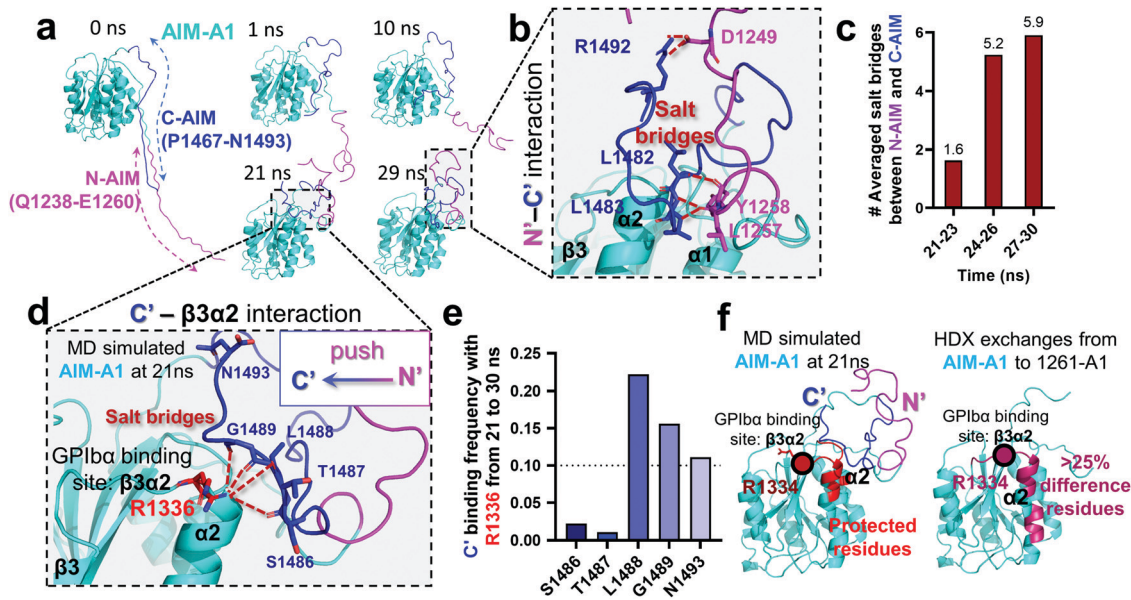 a
0 ns
AIM-A1
1 ns
10 ns
C-AIM
(P1467-N1493)
N-AIM
(Q1238-E1260)
21 ns
29 ns
b
N'–C' interaction
R1492
D1249
Salt
bridges
L1482
L1483
Y1258
L1257
α2
β3
α1
c
# Averaged salt bridges
between N-AIM and C-AIM
6
4
2
0
1.6
5.2
5.9
21-23
24-26
27-30
Time (ns)
d
C' – β3α2 interaction
MD simulated
AIM-A1 at 21ns
push
C'
N'
N1493
Salt bridges
G1489
L1488
GPIbα binding
site: β3α2
T1487
R1336
α2
S1486
β3
e
C' binding frequency with
R1336 from 21 to 30 ns
0.25
0.20
0.15
0.10
0.05
0.00
S1486
T1487
L1488
G1489
N1493
f
MD simulated
AIM-A1
at 21ns
C'
N'
GPIbα binding
site: β3α2
R1334
α2
Protected
residues
HDX exchanges from
AIM-A1 to 1261-A1
GPIbα binding
site: β3α2
R1334
α2
>25%
difference
residues